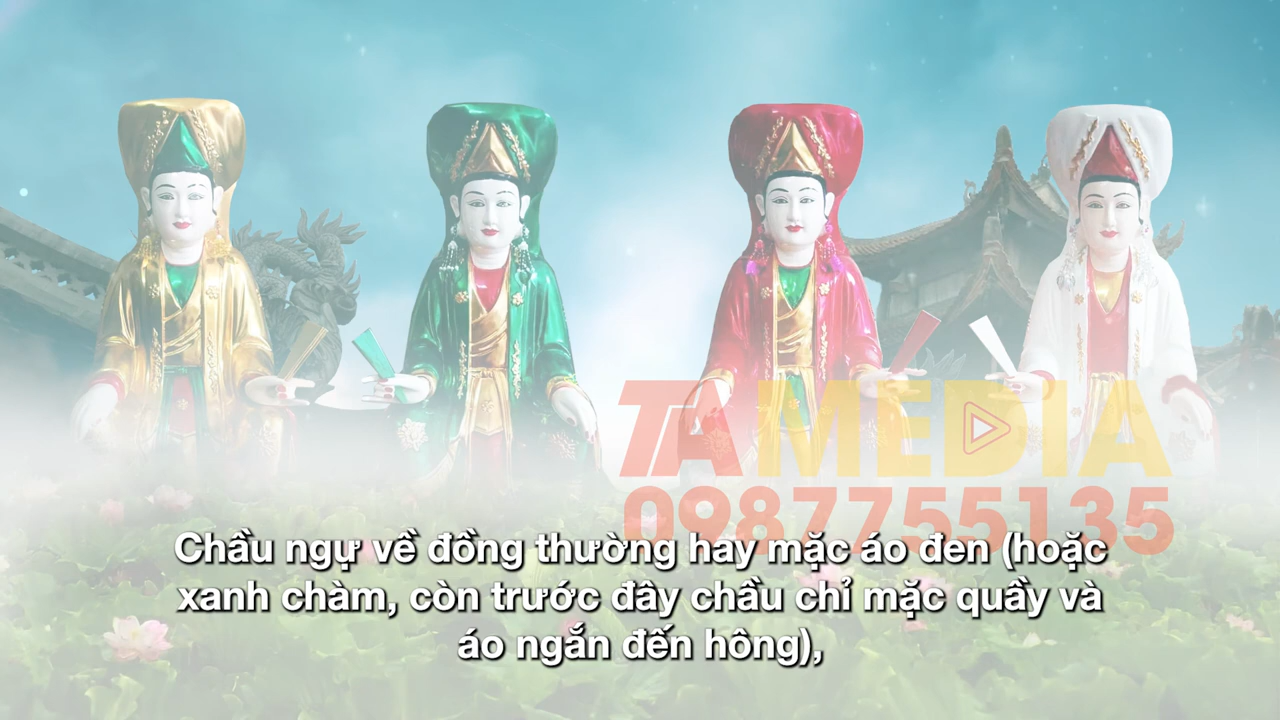 TA MEDIA
0987755135
Chầu ngự về đồng thường hay mặc áo đen (hoặc
xanh chàm, còn trước đây chầu chỉ mặc quầy và
áo ngắn đến hông),